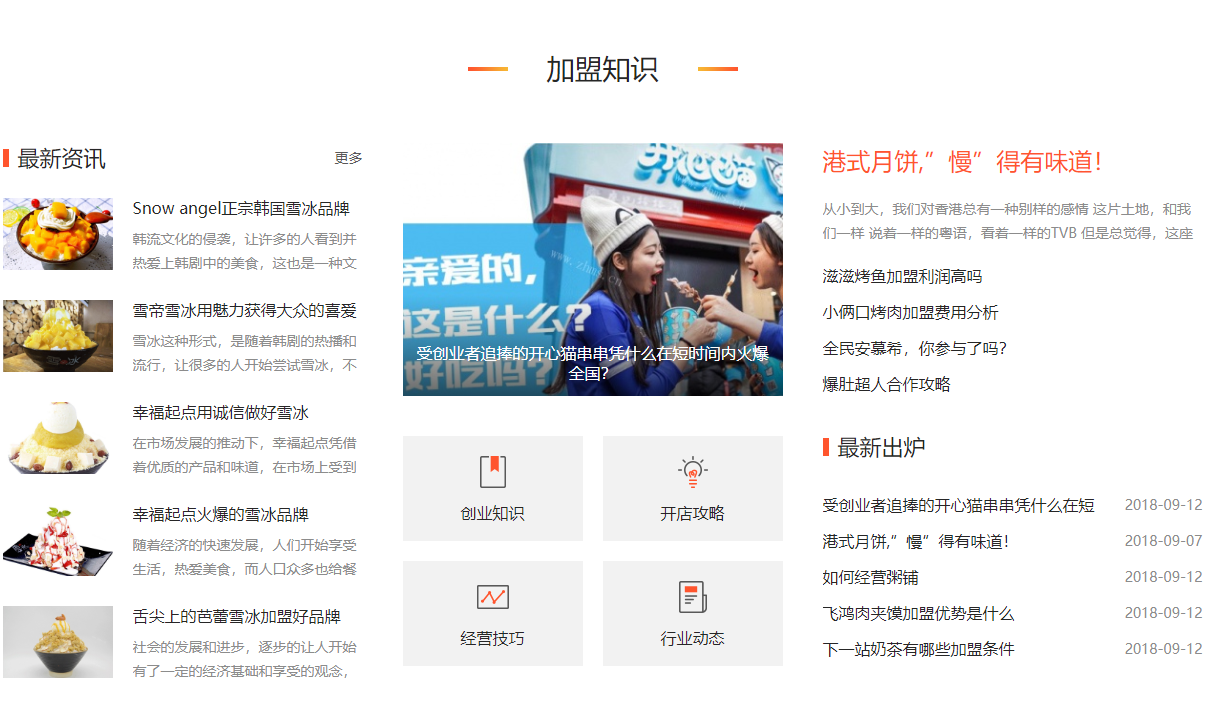 加盟知识
最新资讯
更多
Snow angel正宗韩国雪冰品牌
韩流文化的侵袭，让许多的人看到并
热爱上韩剧中的美食，这也是一种文
雪帝雪冰用魅力获得大众的喜爱
雪冰这种形式，是随着韩剧的热播和
流行，让很多的人开始尝试雪冰，不
幸福起点用诚信做好雪冰
在市场发展的推动下，幸福起点凭借
着优质的产品和味道，在市场上受到
幸福起点火爆的雪冰品牌
随着经济的快速发展，人们开始享受
生活，热爱美食，而人口众多也给餐
舌尖上的芭蕾雪冰加盟好品牌
社会的发展和进步，逐步的让人开始
有了一定的经济基础和享受的观念，
开心猫
亲爱的，
这是什么？
好吃吗？
受创业者追捧的开心猫串串凭什么在短时间内火爆
全国？
创业知识
开店攻略
经营技巧
行业动态
港式月饼,”慢”得有味道！
从小到大，我们对香港总有一种别样的感情 这片土地，和我
们一样 说着一样的粤语，看着一样的TVB 但是总觉得，这座
滋滋烤鱼加盟利润高吗
小俩口烤肉加盟费用分析
全民安慕希，你参与了吗？
爆肚超人合作攻略
最新出炉
受创业者追捧的开心猫串串凭什么在短 2018-09-12
港式月饼,”慢”得有味道！ 2018-09-07
如何经营粥铺 2018-09-12
飞鸿肉夹馍加盟优势是什么 2018-09-12
下一站奶茶有哪些加盟条件 2018-09-12